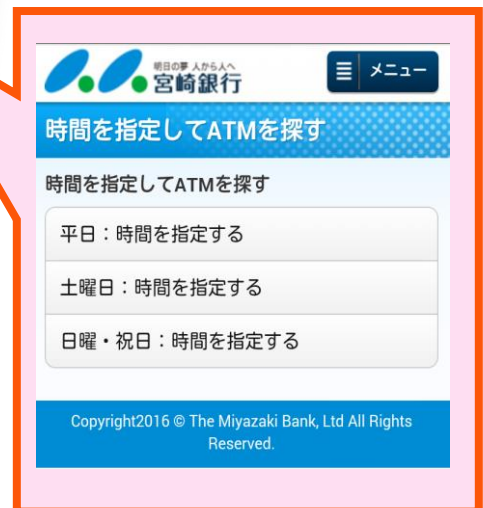 明日の夢 人から人へ
宮崎銀行
メニュー
時間を指定してATMを探す
時間を指定してATMを探す
平日：時間を指定する
土曜日：時間を指定する
日曜・祝日：時間を指定する
Copyright2016 © The Miyazaki Bank, Ltd All Rights
Reserved.